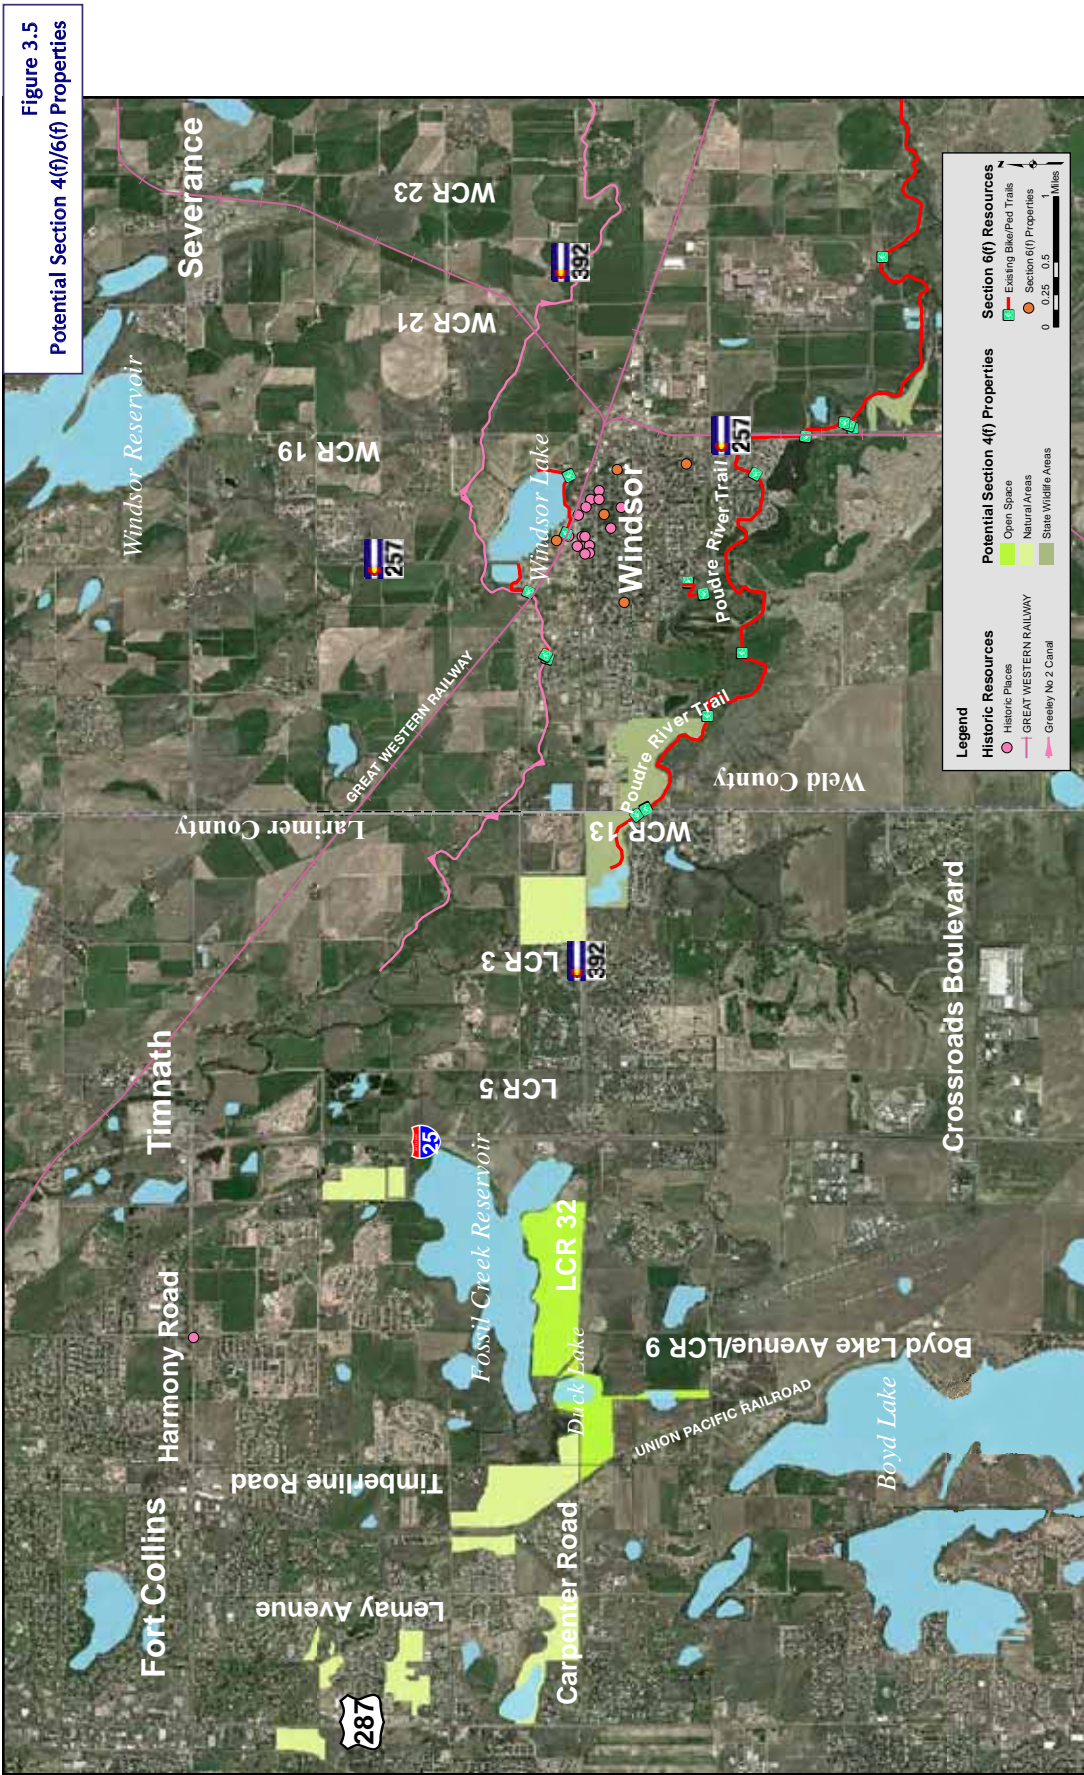 Figure 3.5
Potential Section 4(f)/6(f) Properties
Fort Collins
Harmony Road
Timnath
Windsor Reservoir
Severance
287
Lemay Avenue
Timberline Road
25
Larimer County
GREAT WESTERN RAILWAY
257
WCR 19
WCR 21
WCR 23
Fossil Creek Reservoir
LCR 5
LCR 3
392
Windsor Lake
392
Carpenter Road
Duck Lake
LCR 32
WCR 13
Windsor
UNION PACIFIC RAILROAD
Boyd Lake Avenue/LCR 9
Poudre River Trail
Poudre River Trail
257
Weld County
Boyd Lake
Crossroads Boulevard
Legend
Historic Resources
Historic Places
GREAT WESTERN RAILWAY
Greeley No 2 Canal
Potential Section 4(f) Properties
Open Space
Natural Areas
State Wildlife Areas
Section 6(f) Resources
Existing Bike/Ped Trails
Section 6(f) Properties
N
0 0.25 0.5 1
Miles